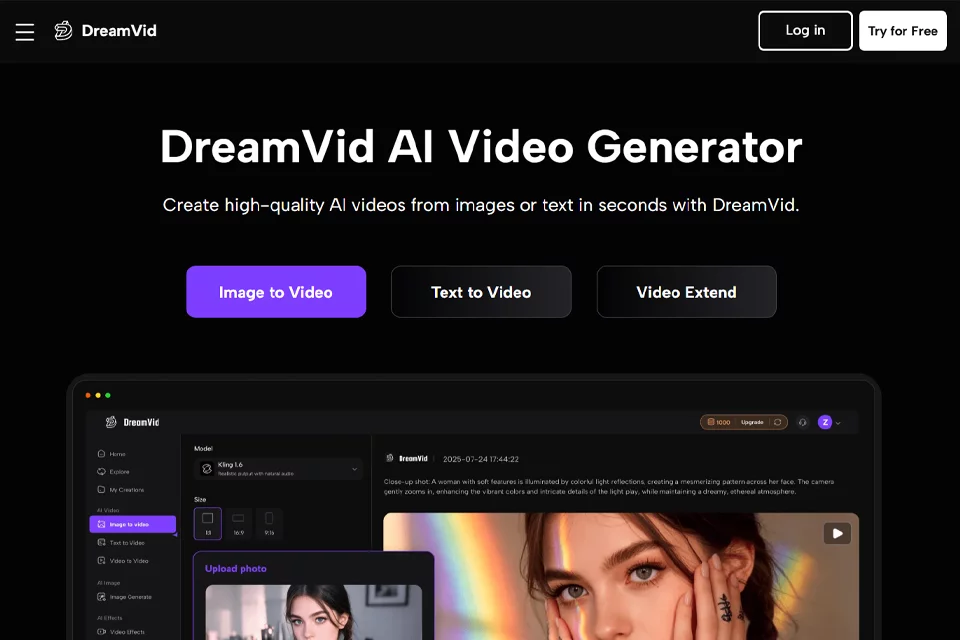 DreamVid
Log in
Try for Free
DreamVid AI Video Generator
Create high-quality AI videos from images or text in seconds with DreamVid.
Image to Video
Text to Video
Video Extend
DreamVid
1000
Upgrade
Z
Home
Explore
My Creations
AI Video
Image to video
Text to Video
Video to Video
AI Image
Image Generate
AI Effects
Video Effects
Model
Kling 1.6
Realistic output with natural audio
Size
1:1
16:9
9:16
Upload photo
DreamVid
2025-07-24 17:44:22
Close-up shot: A woman with soft features is illuminated by colorful light reflections, creating a mesmerizing pattern across her face. The camera
gently zooms in, enhancing the vibrant colors and intricate details of the light play, while maintaining a dreamy, ethereal atmosphere.